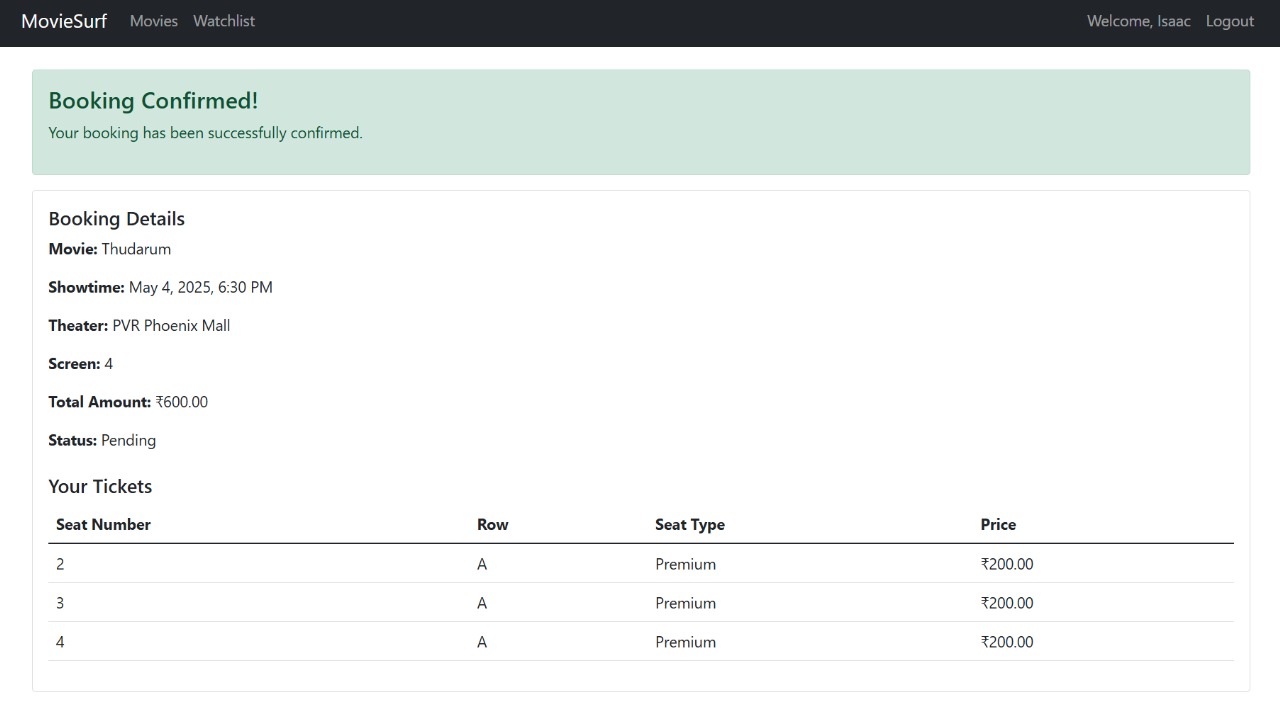 MovieSurf Movies Watchlist Welcome, Isaac Logout
Booking Confirmed!
Your booking has been successfully confirmed.
Booking Details
Movie: Thudarum
Showtime: May 4, 2025, 6:30 PM
Theater: PVR Phoenix Mall
Screen: 4
Total Amount: ₹600.00
Status: Pending
Your Tickets
Seat Number Row Seat Type Price
2 A Premium ₹200.00
3 A Premium ₹200.00
4 A Premium ₹200.00